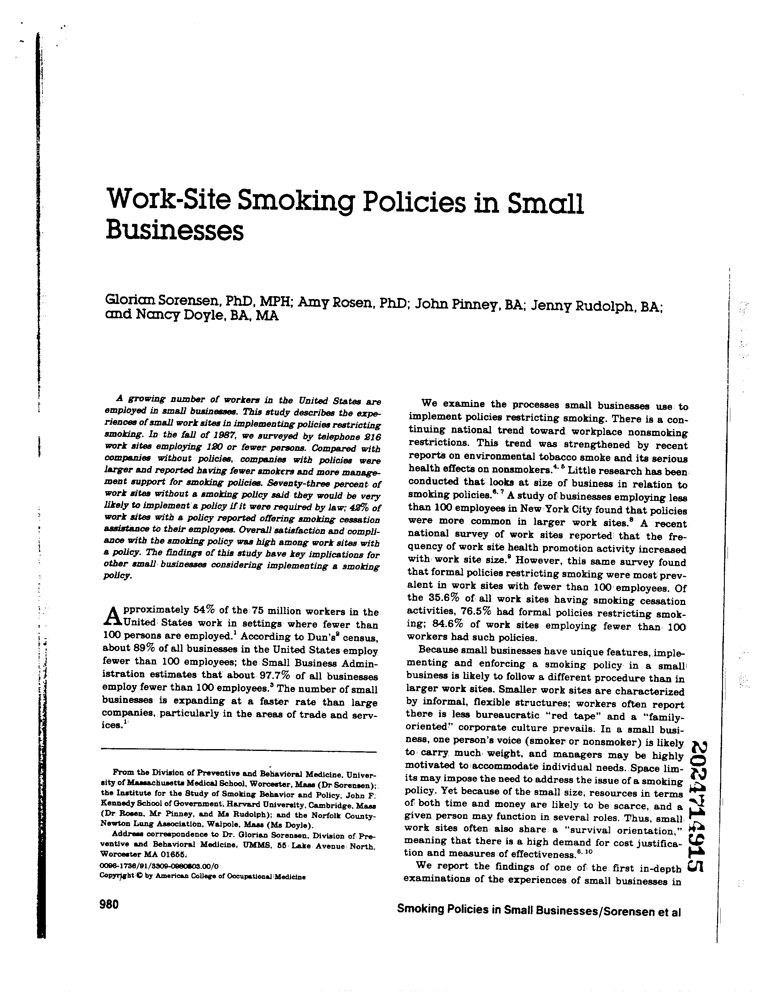 Work-Site Smoking Policies in Small
Businesses
Glorian Sorensen, PhD, MPH; Amy Rosen, PhD; John Pinney, BA; Jenny Rudolph, BA;
and Nancy Doyle, BA, MA
A growing number of workers in the United States are
employed in small businesses. This study describes the expe-
riences of small work sites in implementing policies restricting
smoking. In the fall of 1987, we surveyed by telephone 216
work sites employing 120 or fewer persons. Compared with
companies without policies, companies with policies were
larger and reported having fewer smokers and more manage-
ment support for smoking policies. Seventy-three percent of
work sites without a smoking policy said they would be very
likely to implement a policy if it were required by law; 42% of
work sites with a policy reported offering smoking cessation
assistance to their employees. Overall satisfaction and compli-
ance with the smoking policy was high among work sites with
a policy. The findings of this study have key implications for
other small businesses considering implementing a smoking
policy.
Approximately 54% of the 75 million workers in the
United States work in settings where fewer than
100 persons are employed.¹ According to Dun's² census,
about 89% of all businesses in the United States employ
fewer than 100 employees; the Small Business Admin-
istration estimates that about 97.7% of all businesses
employ fewer than 100 employees.³ The number of small
businesses is expanding at a faster rate than large
companies, particularly in the areas of trade and serv-
ices.¹
From the Division of Preventive and Behavioral Medicine, Univer-
sity of Massachusetts Medical School, Worcester, Mass (Dr Sorensen);
the Institute for the Study of Smoking Behavior and Policy, John F.
Kennedy School of Government, Harvard University, Cambridge, Mass
(Dr Rosen, Mr Pinney, and Ms Rudolph); and the Norfolk County-
Newton Lung Association, Walpole, Mass (Ms Doyle).
Address correspondence to Dr. Glorian Sorensen, Division of Pre-
ventive and Behavioral Medicine, UMMS, 55 Lake Avenue North,
Worcester MA 01655.
0096-1736/91/3309-0980$03.00/0
Copyright © by American College of Occupational Medicine
We examine the processes small businesses use to
implement policies restricting smoking. There is a con-
tinuing national trend toward workplace nonsmoking
restrictions. This trend was strengthened by recent
reports on environmental tobacco smoke and its serious
health effects on nonsmokers.⁴,⁵ Little research has been
conducted that looks at size of business in relation to
smoking policies.⁶,⁷ A study of businesses employing less
than 100 employees in New York City found that policies
were more common in larger work sites.⁸ A recent
national survey of work sites reported that the fre-
quency of work site health promotion activity increased
with work site size.⁹ However, this same survey found
that formal policies restricting smoking were most prev-
alent in work sites with fewer than 100 employees. Of
the 35.6% of all work sites having smoking cessation
activities, 76.5% had formal policies restricting smok-
ing; 84.6% of work sites employing fewer than 100
workers had such policies.
Because small businesses have unique features, imple-
menting and enforcing a smoking policy in a small
business is likely to follow a different procedure than in
larger work sites. Smaller work sites are characterized
by informal, flexible structures; workers often report
there is less bureaucratic "red tape" and a "family-
oriented" corporate culture prevails. In a small busi-
ness, one person's voice (smoker or nonsmoker) is likely
to carry much weight, and managers may be highly
motivated to accommodate individual needs. Space lim-
its may impose the need to address the issue of a smoking
policy. Yet because of the small size, resources in terms
of both time and money are likely to be scarce, and a
given person may function in several roles. Thus, small
work sites often also share a "survival orientation,"
meaning that there is a high demand for cost justifica-
tion and measures of effectiveness.⁶,¹⁰
We report the findings of one of the first in-depth
examinations of the experiences of small businesses in
2024714915
980
Smoking Policies in Small Businesses/Sorensen et al